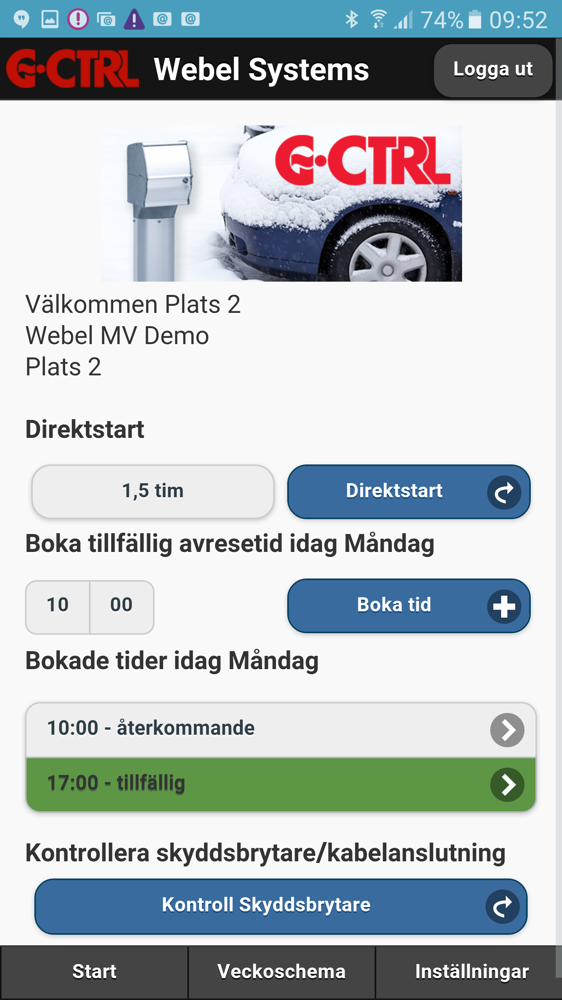 74% 09:52
G·CTRL Webel Systems Logga ut
G·CTRL
Välkommen Plats 2
Webel MV Demo
Plats 2
Direktstart
1,5 tim Direktstart
Boka tillfällig avresetid idag Måndag
10 00 Boka tid
Bokade tider idag Måndag
10:00 - återkommande
17:00 - tillfällig
Kontrollera skyddsbrytare/kabelanslutning
Kontroll Skyddsbrytare
Start Veckoschema Inställningar